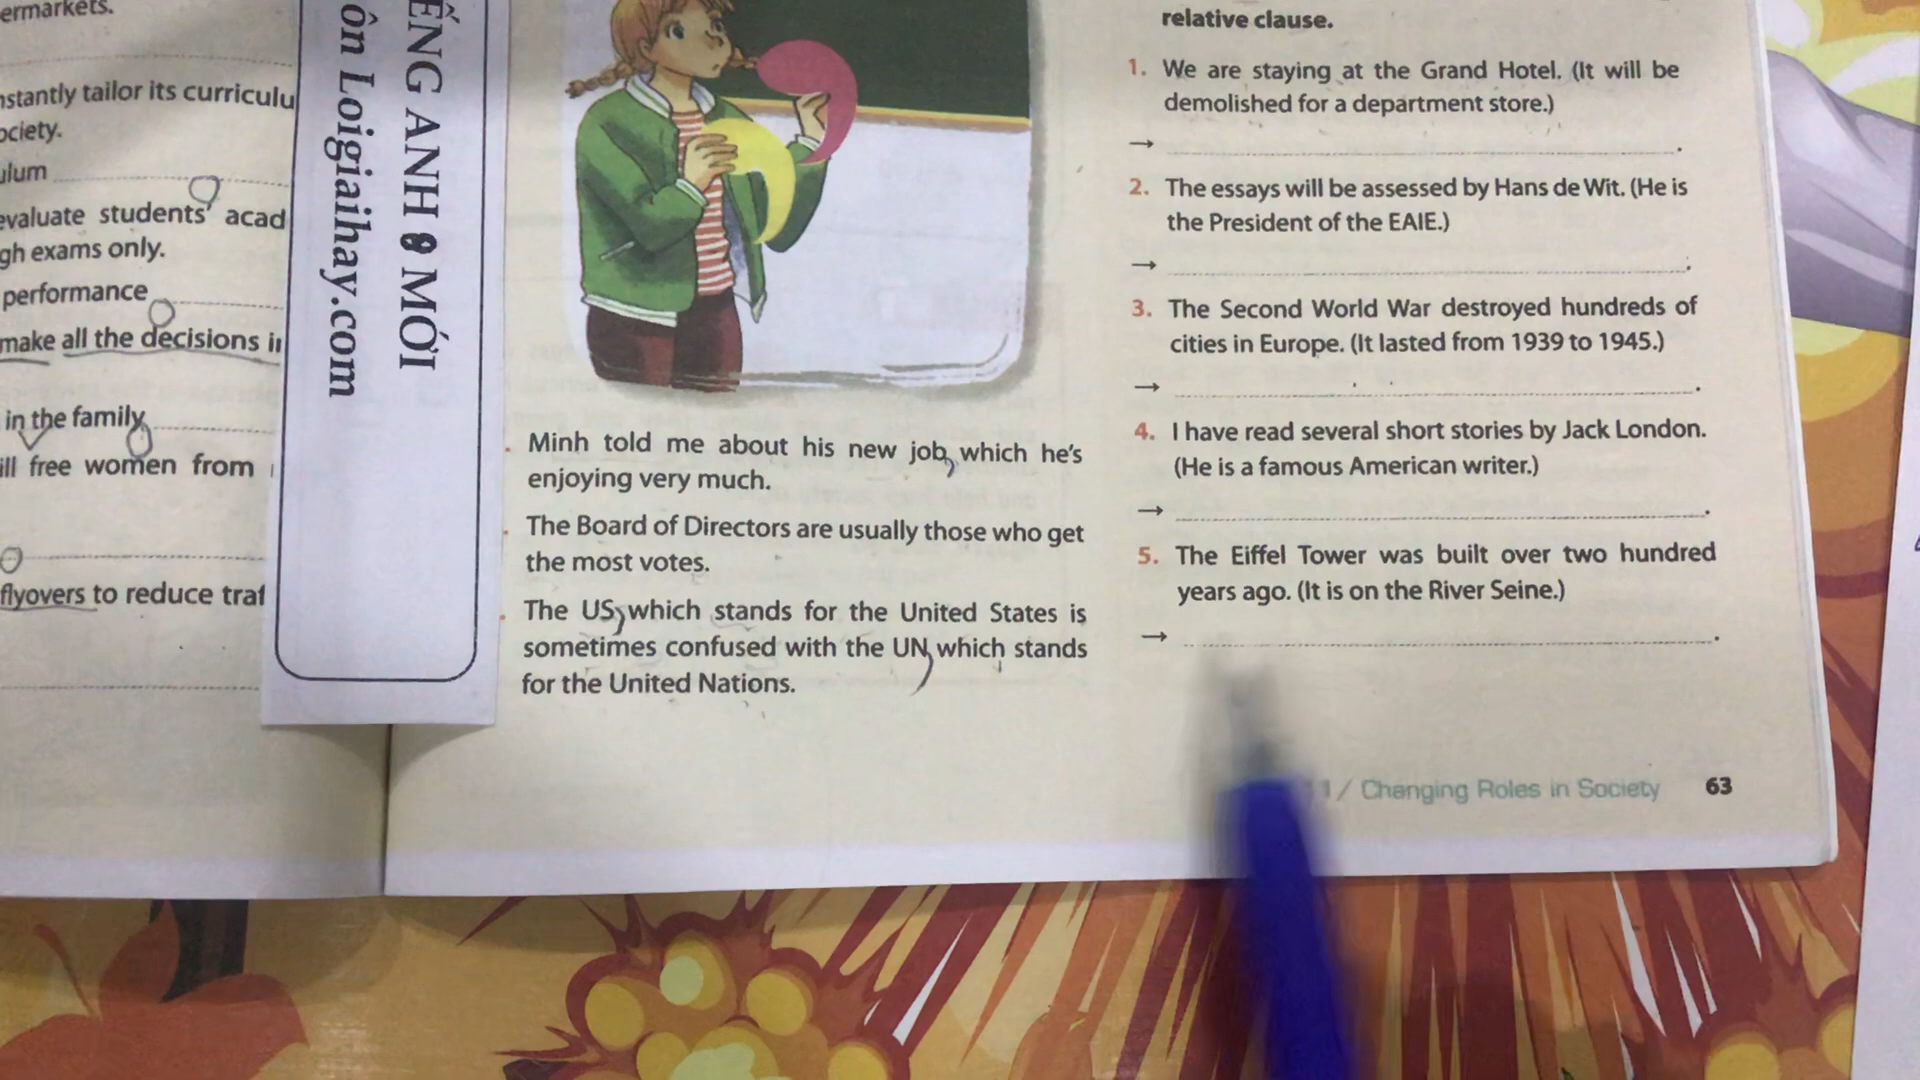 ermarkets.
nstantly tailor its curriculu
ociety.
ulum
evaluate students' acad
gh exams only.
performance
make all the decisions in
in the family
ill free women from
flyovers to reduce traf
ẾNG ANH 9 MỚI
ôn Loigiaihay.com
Minh told me about his new job, which he's
enjoying very much.
The Board of Directors are usually those who get
the most votes.
The US, which stands for the United States is
sometimes confused with the UN, which stands
for the United Nations.
relative clause.
1. We are staying at the Grand Hotel. (It will be
demolished for a department store.)
→ .
2. The essays will be assessed by Hans de Wit. (He is
the President of the EAIE.)
→ .
3. The Second World War destroyed hundreds of
cities in Europe. (It lasted from 1939 to 1945.)
→ .
4. I have read several short stories by Jack London.
(He is a famous American writer.)
→ .
5. The Eiffel Tower was built over two hundred
years ago. (It is on the River Seine.)
→ .
1/ Changing Roles in Society 63